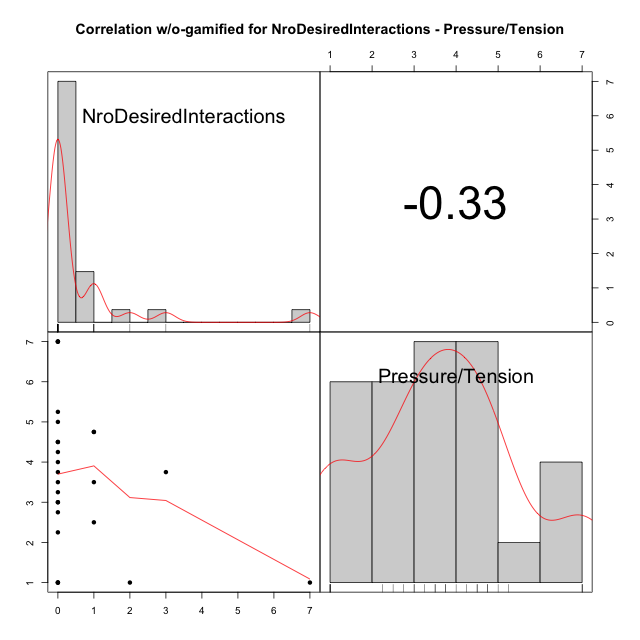 Correlation w/o-gamified for NroDesiredInteractions - Pressure/Tension
1 2 3 4 5 6 7
NroDesiredInteractions
-0.33
0 1 2 3 4 5 6 7
Pressure/Tension
1 2 3 4 5 6 7
0 1 2 3 4 5 6 7